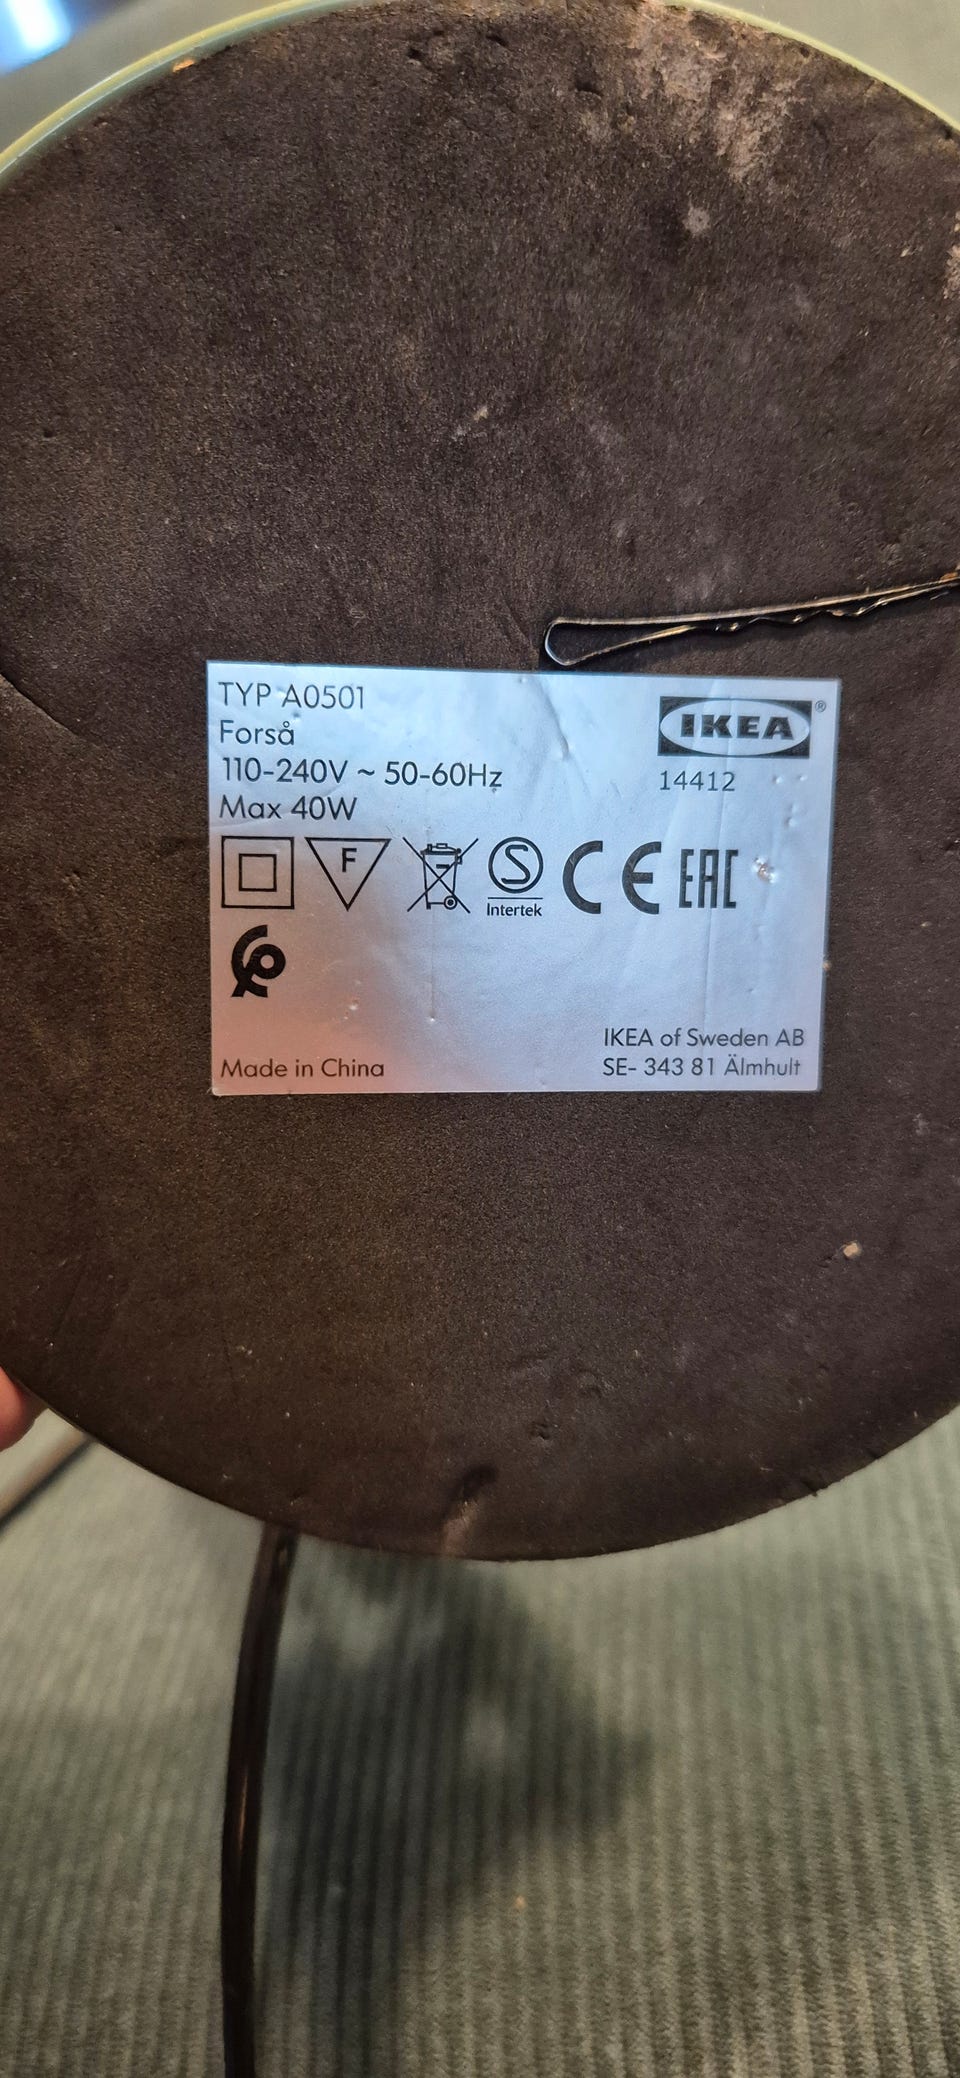 TYP A0501
Forså
110-240V ~ 50-60Hz
Max 40W
IKEA ®
14412
F
S
Intertek
CE
EAC
Made in China
IKEA of Sweden AB
SE- 343 81 Älmhult